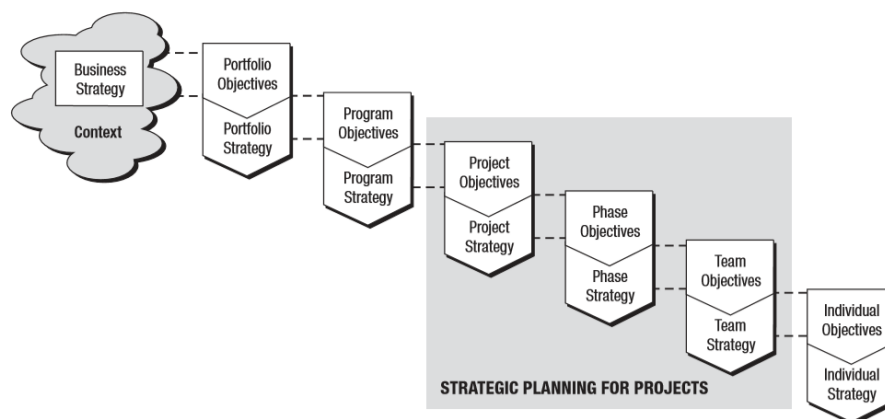 Business
Strategy
Context
Portfolio
Objectives
Portfolio
Strategy
Program
Objectives
Program
Strategy
Project
Objectives
Project
Strategy
Phase
Objectives
Phase
Strategy
Team
Objectives
Team
Strategy
Individual
Objectives
Individual
Strategy
STRATEGIC PLANNING FOR PROJECTS